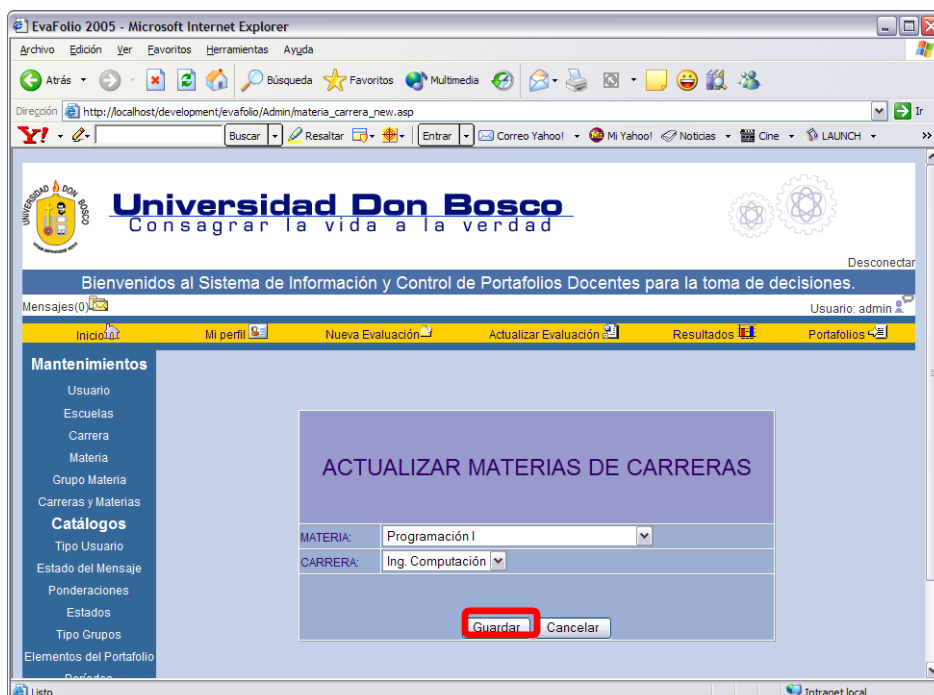 EvaFolio 2005 - Microsoft Internet Explorer
Archivo Edición Ver Favoritos Herramientas Ayuda
Atrás Búsqueda Favoritos Multimedia
Dirección http://localhost/development/evafolio/Admin/materia_carrera_new.asp Ir
Y! Buscar Resaltar Entrar Correo Yahoo! Mi Yahoo! Noticias Cine LAUNCH »
UNIVERSIDAD DON BOSCO
Universidad Don Bosco
Consagrar la vida a la verdad
Desconectar
Bienvenidos al Sistema de Información y Control de Portafolios Docentes para la toma de decisiones.
Mensajes(0) Usuario: admin
Inicio Mi perfil Nueva Evaluación Actualizar Evaluación Resultados Portafolios
Mantenimientos
Usuario
Escuelas
Carrera
Materia
Grupo Materia
Carreras y Materias
Catálogos
Tipo Usuario
Estado del Mensaje
Ponderaciones
Estados
Tipo Grupos
Elementos del Portafolio
Períodos
ACTUALIZAR MATERIAS DE CARRERAS
MATERIA: Programación I
CARRERA: Ing. Computación
Guardar Cancelar
Listo Intranet local